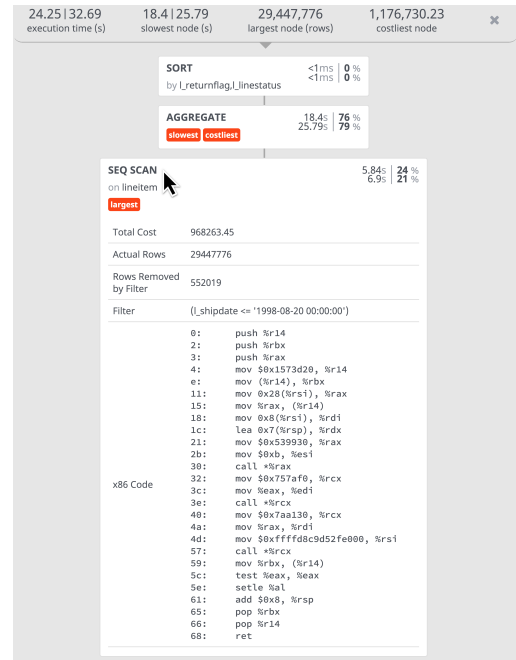 24.25|32.69 18.4|25.79 29,447,776 1,176,730.23 ×
execution time (s) slowest node (s) largest node (rows) costliest node
SORT <1ms | 0 %
<1ms | 0 %
by l_returnflag,l_linestatus
AGGREGATE 18.4s | 76 %
25.79s | 79 %
slowest costliest
SEQ SCAN 5.84s | 24 %
6.9s | 21 %
on lineitem
largest
Total Cost 968263.45
Actual Rows 29447776
Rows Removed
by Filter 552019
Filter (l_shipdate <= '1998-08-20 00:00:00')
x86 Code
0: push %r14
2: push %rbx
3: push %rax
4: mov $0x1573d20, %r14
e: mov (%r14), %rbx
11: mov 0x28(%rsi), %rax
15: mov %rax, (%r14)
18: mov 0x8(%rsi), %rdi
1c: lea 0x7(%rsp), %rdx
21: mov $0x539930, %rax
2b: mov $0xb, %esi
30: call *%rax
32: mov $0x757af0, %rcx
3c: mov %eax, %edi
3e: call *%rcx
40: mov $0x7aa130, %rcx
4a: mov %rax, %rdi
4d: mov $0xffffd8c9d52fe000, %rsi
57: call *%rcx
59: mov %rbx, (%r14)
5c: test %eax, %eax
5e: setle %al
61: add $0x8, %rsp
65: pop %rbx
66: pop %r14
68: ret